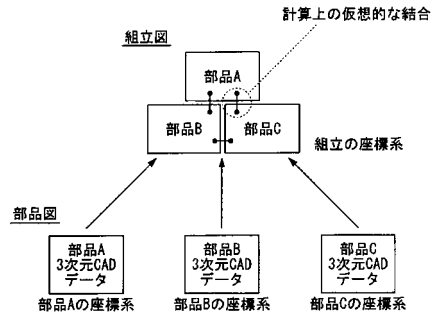 計算上の仮想的な結合
組立図
部品A
部品B
部品C
組立の座標系
部品図
部品A
3次元CAD
データ
部品B
3次元CAD
データ
部品C
3次元CAD
データ
部品Aの座標系
部品Bの座標系
部品Cの座標系